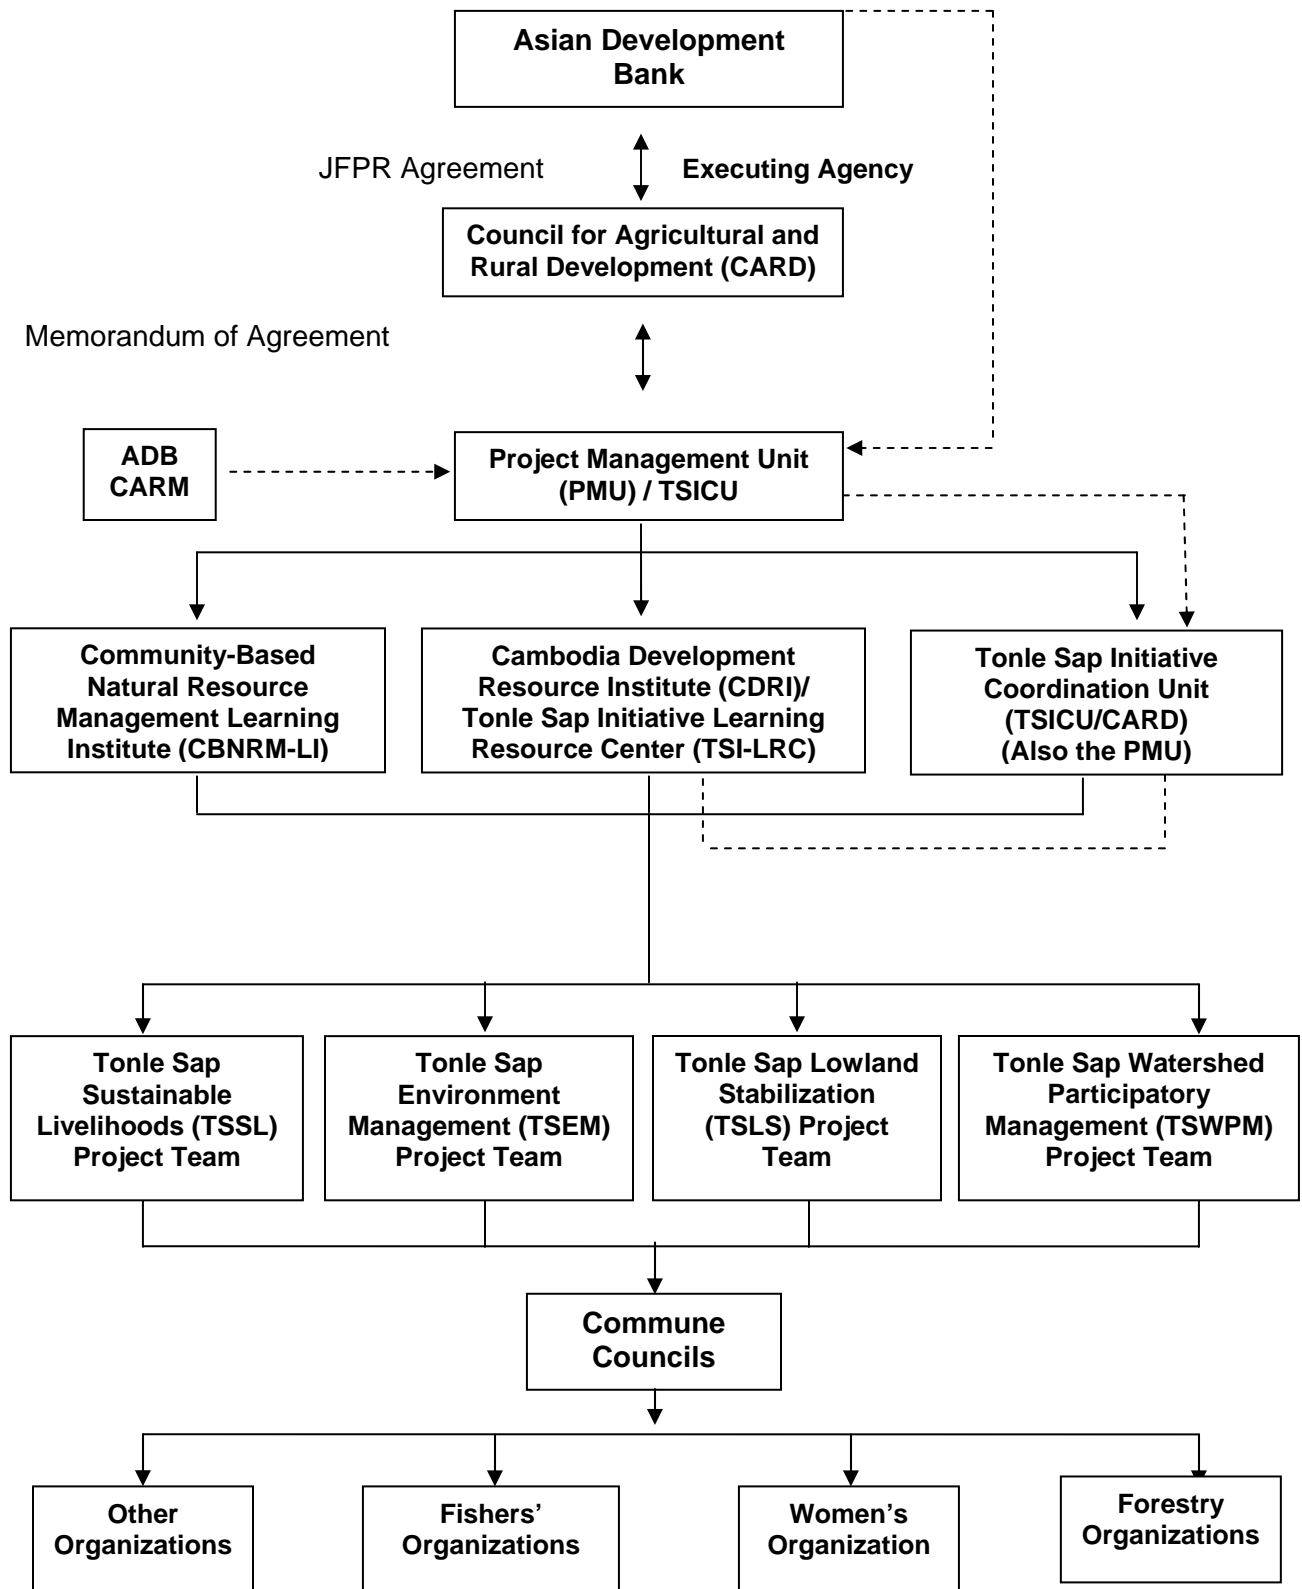 Asian Development
Bank
JFPR Agreement
Executing Agency
Council for Agricultural and
Rural Development (CARD)
Memorandum of Agreement
ADB
CARM
Project Management Unit
(PMU) / TSICU
Community-Based
Natural Resource
Management Learning
Institute (CBNRM-LI)
Cambodia Development
Resource Institute (CDRI)/
Tonle Sap Initiative Learning
Resource Center (TSI-LRC)
Tonle Sap Initiative
Coordination Unit
(TSICU/CARD)
(Also the PMU)
Tonle Sap
Sustainable
Livelihoods (TSSL)
Project Team
Tonle Sap
Environment
Management (TSEM)
Project Team
Tonle Sap Lowland
Stabilization
(TSLS) Project
Team
Tonle Sap Watershed
Participatory
Management (TSWPM)
Project Team
Commune
Councils
Other
Organizations
Fishers’
Organizations
Women’s
Organization
Forestry
Organizations